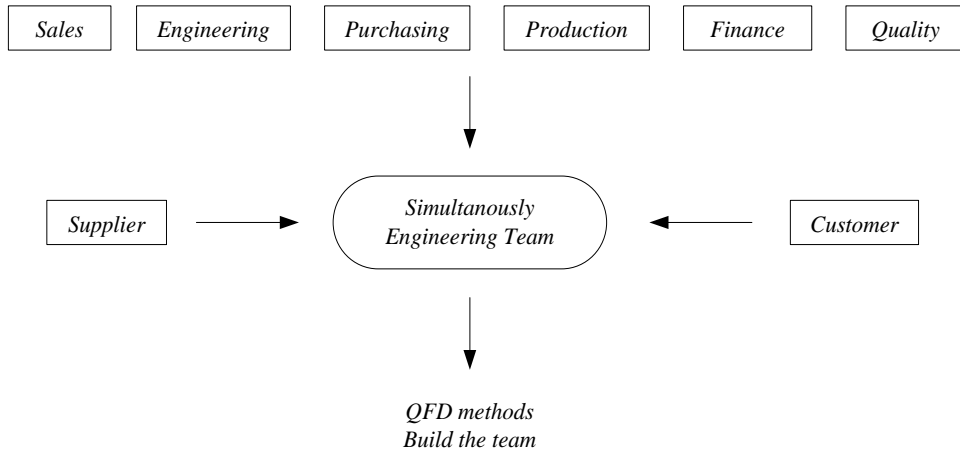 Sales
Engineering
Purchasing
Production
Finance
Quality
Supplier
Simultanously
Engineering Team
Customer
QFD methods
Build the team